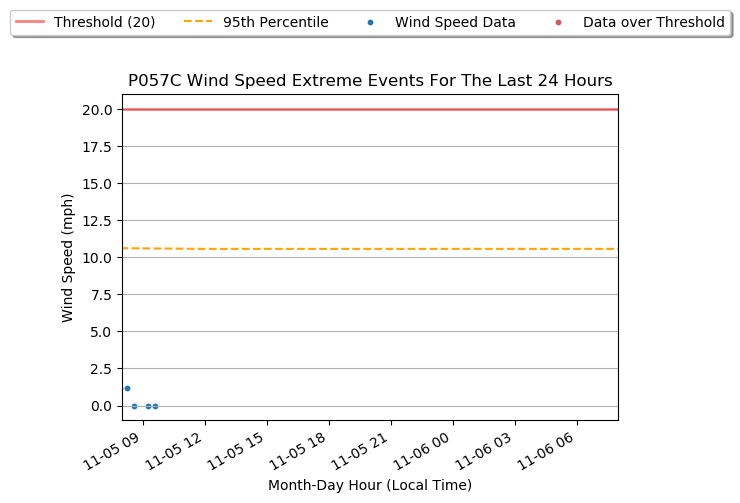 Threshold (20) 95th Percentile Wind Speed Data Data over Threshold
P057C Wind Speed Extreme Events For The Last 24 Hours
20.0
17.5
15.0
12.5
10.0
7.5
5.0
2.5
0.0
Wind Speed (mph)
11-05 09 11-05 12 11-05 15 11-05 18 11-05 21 11-06 00 11-06 03 11-06 06
Month-Day Hour (Local Time)